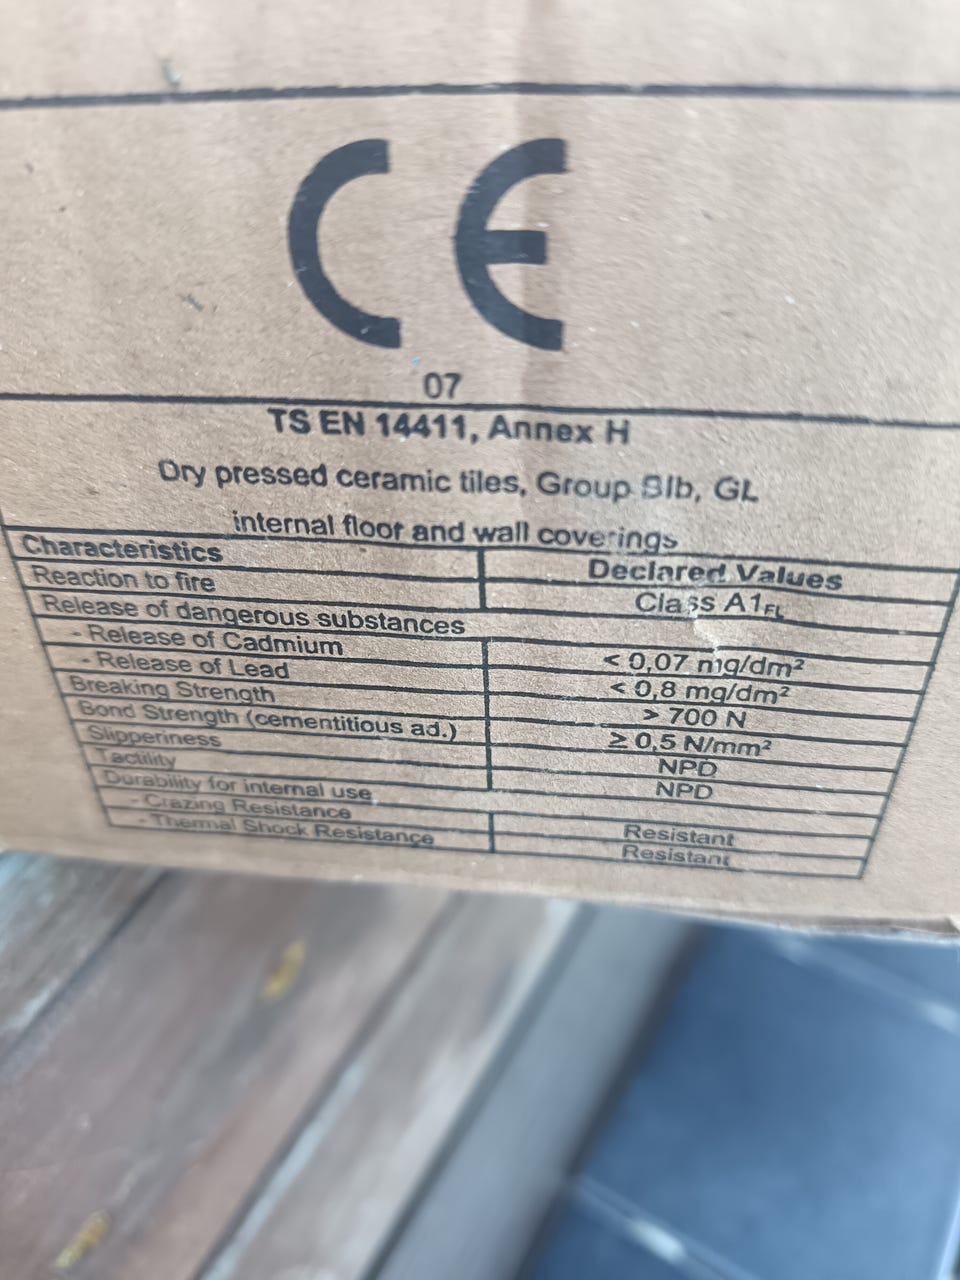 CE
07
TS EN 14411, Annex H
Dry pressed ceramic tiles, Group BIb, GL
internal floor and wall coverings
Characteristics Declared Values
Reaction to fire Class A1FL
Release of dangerous substances
- Release of Cadmium < 0,07 mg/dm²
- Release of Lead < 0,8 mg/dm²
Breaking Strength > 700 N
Bond Strength (cementitious ad.) ≥ 0,5 N/mm²
Slipperiness NPD
Tactility NPD
Durability for internal use
- Crazing Resistance Resistant
- Thermal Shock Resistance Resistant